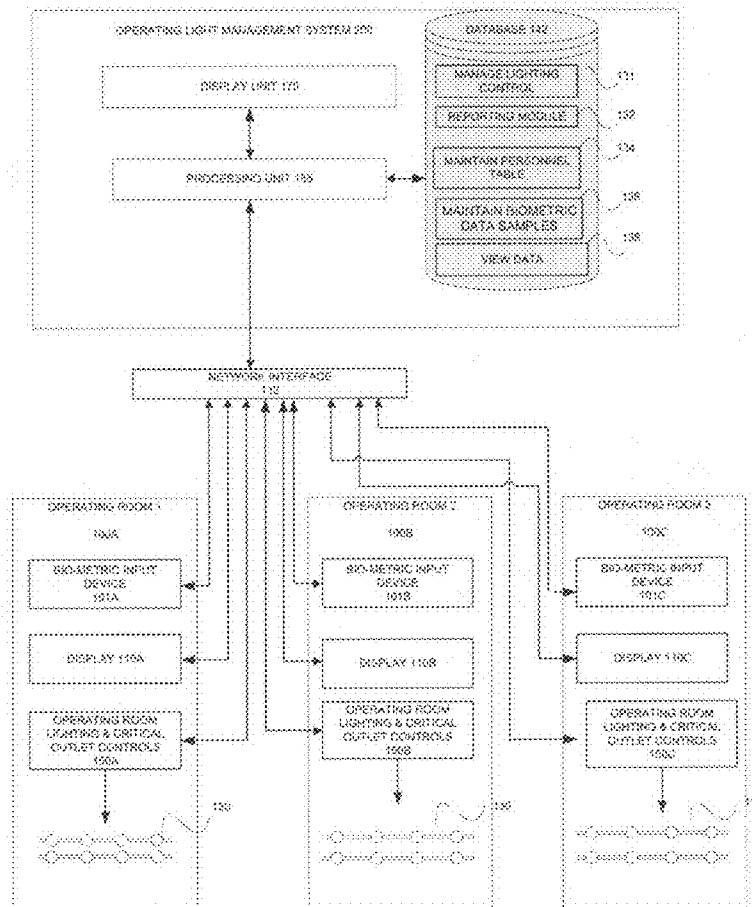 OPERATING LIGHT MANAGEMENT SYSTEM 200
DATABASE 142
DISPLAY UNIT 170
MANAGE LIGHTING
CONTROL
131
REPORTING MODULE
132
PROCESSING UNIT 155
MAINTAIN PERSONNEL
TABLE
134
MAINTAIN BIOMETRIC
DATA SAMPLES
VIEW DATA
138
NETWORK INTERFACE
112
OPERATING ROOM 1
100A
BIO-METRIC INPUT
DEVICE
101A
DISPLAY 110A
OPERATING ROOM
LIGHTING & CRITICAL
OUTLET CONTROLS
150A
OPERATING ROOM 2
100B
BIO-METRIC INPUT
DEVICE
101B
DISPLAY 110B
OPERATING ROOM
LIGHTING & CRITICAL
OUTLET CONTROLS
150B
130
OPERATING ROOM 3
100C
BIO-METRIC INPUT
DEVICE
101C
DISPLAY 110C
OPERATING ROOM
LIGHTING & CRITICAL
OUTLET CONTROLS
150C